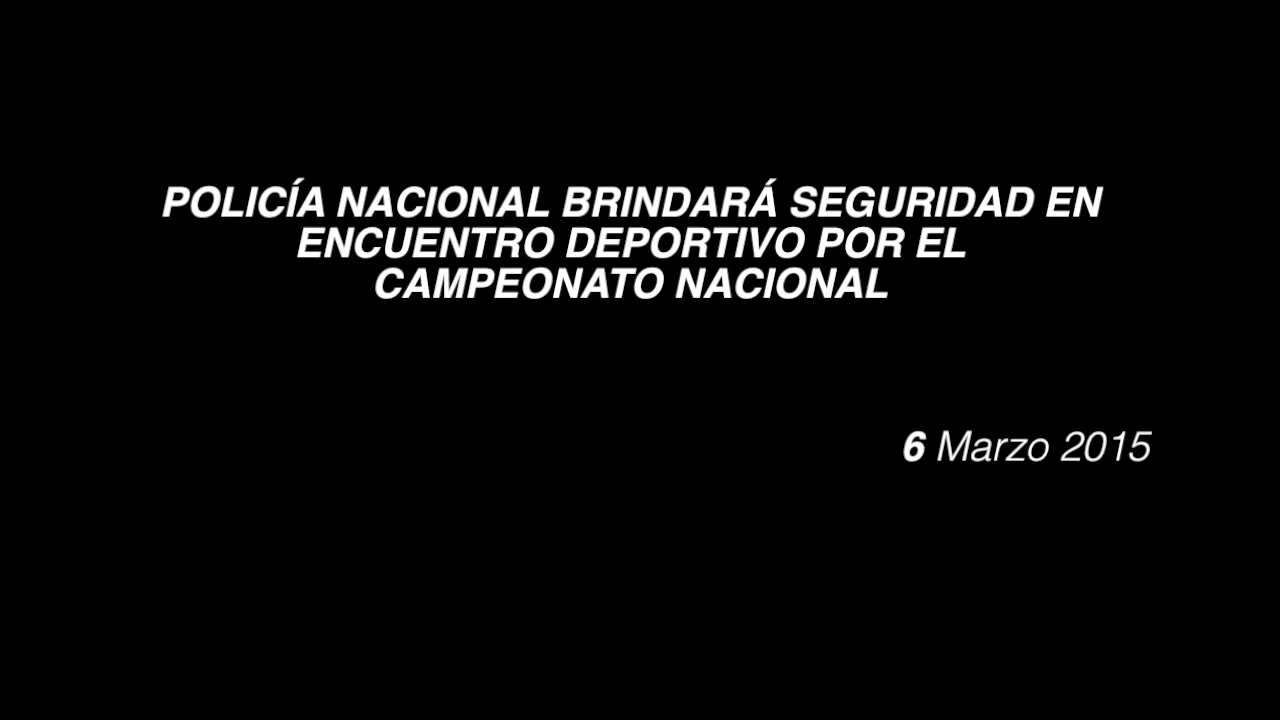 POLICÍA NACIONAL BRINDARÁ SEGURIDAD EN
ENCUENTRO DEPORTIVO POR EL
CAMPEONATO NACIONAL
6 Marzo 2015